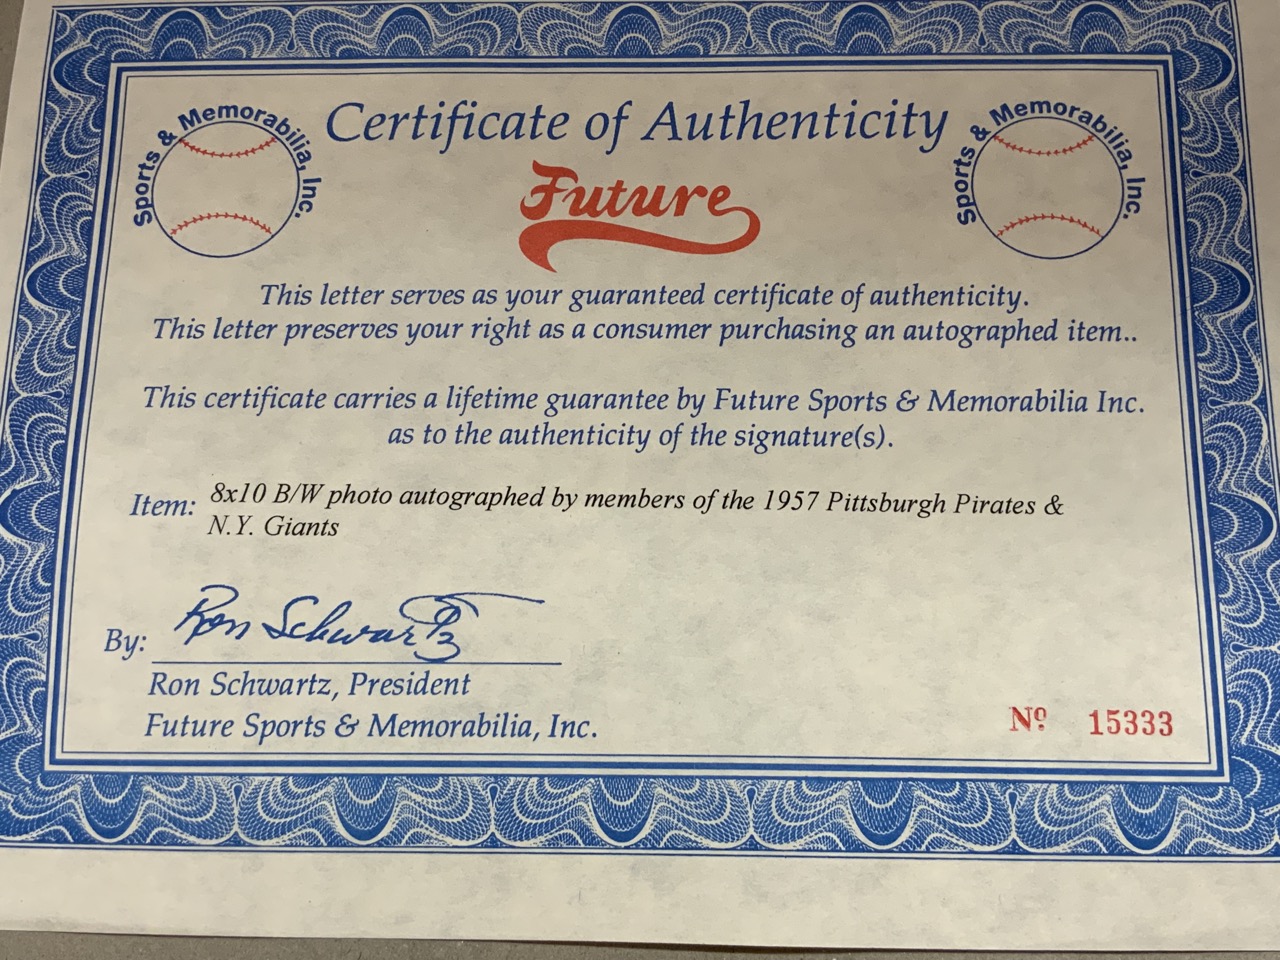 Sports & Memorabilia, Inc.
Certificate of Authenticity
Sports & Memorabilia, Inc.
Future
This letter serves as your guaranteed certificate of authenticity.
This letter preserves your right as a consumer purchasing an autographed item..
This certificate carries a lifetime guarantee by Future Sports & Memorabilia Inc.
as to the authenticity of the signature(s).
Item: 8x10 B/W photo autographed by members of the 1957 Pittsburgh Pirates &
N.Y. Giants
By: Ron Schwartz
Ron Schwartz, President
Future Sports & Memorabilia, Inc.
Nº 15333